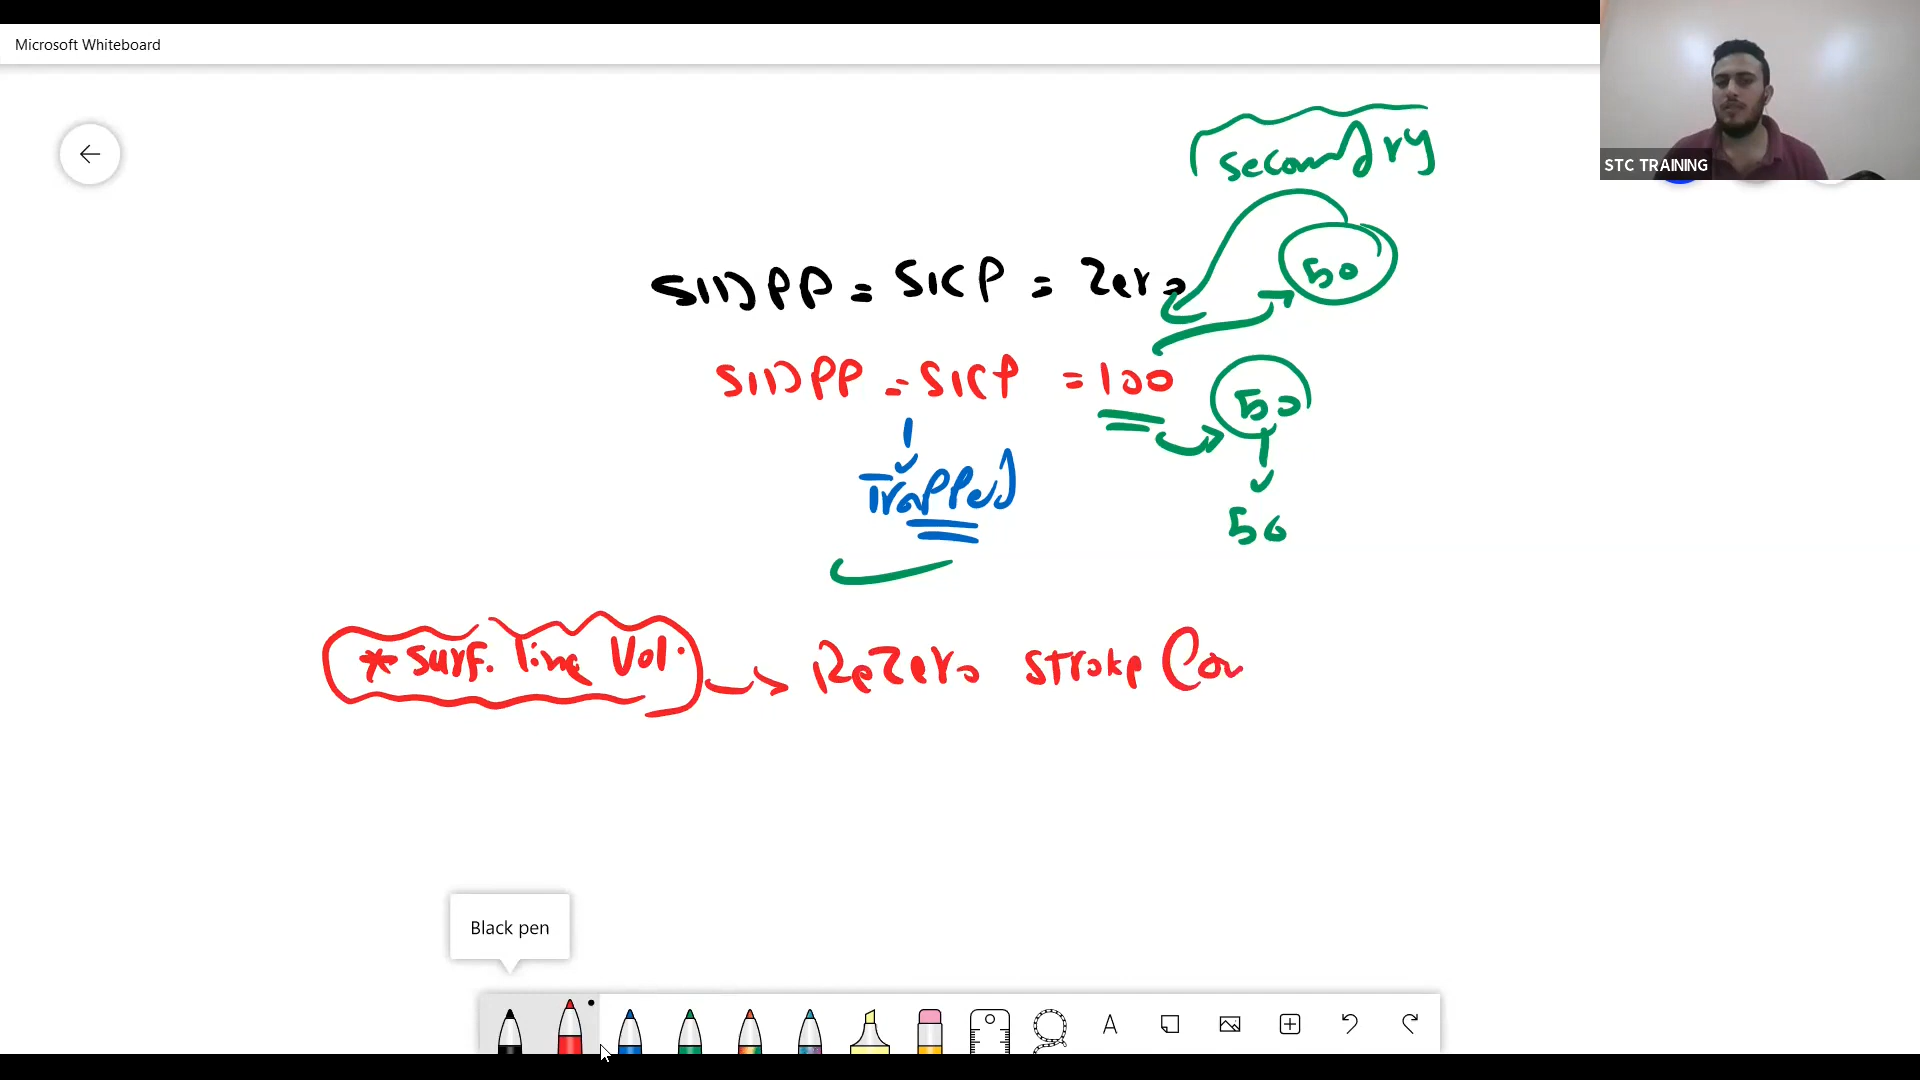 Microsoft Whiteboard
STC TRAINING
secondry
50
SIDPP = SICP = Zero
SIDPP = SICP = 100
50
Trapped
50
* Surf. line Vol.
ReZero stroke Cou
Black pen
A